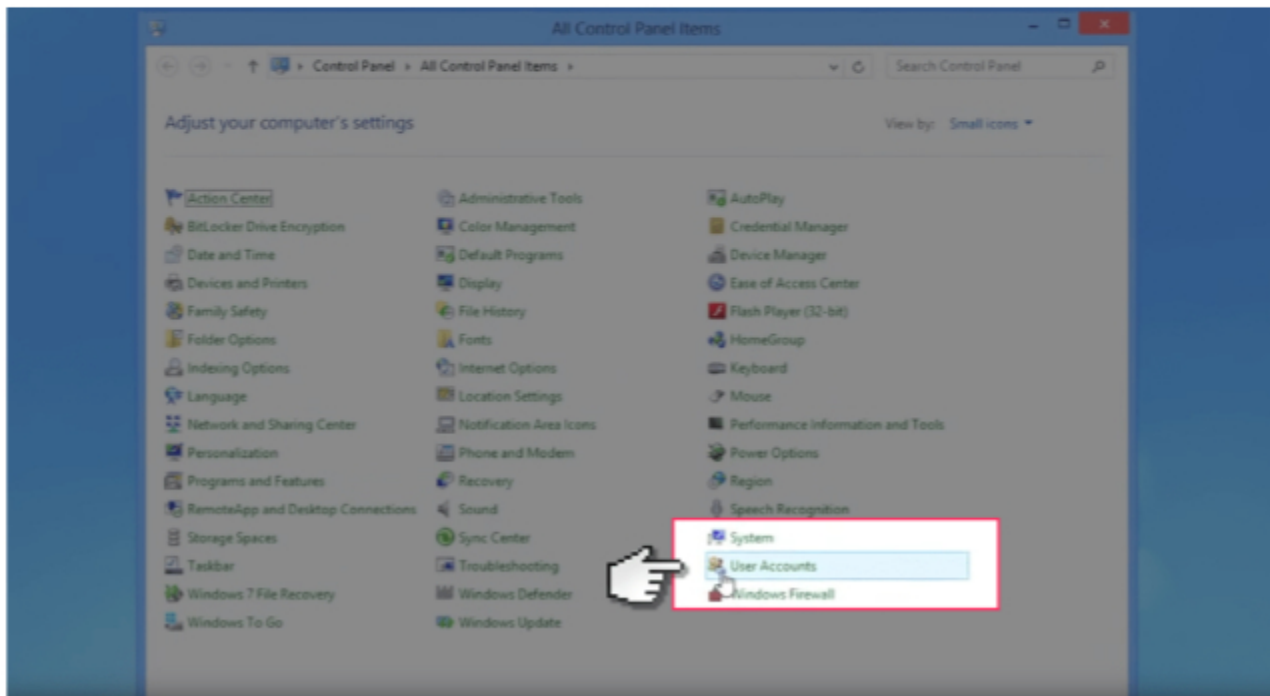 All Control Panel Items
Control Panel All Control Panel Items Search Control Panel
Adjust your computer's settings View by: Small icons
Action Center Administrative Tools AutoPlay
BitLocker Drive Encryption Color Management Credential Manager
Date and Time Default Programs Device Manager
Devices and Printers Display Ease of Access Center
Family Safety File History Flash Player (32-bit)
Folder Options Fonts HomeGroup
Indexing Options Internet Options Keyboard
Language Location Settings Mouse
Network and Sharing Center Notification Area Icons Performance Information and Tools
Personalization Phone and Modem Power Options
Programs and Features Recovery Region
RemoteApp and Desktop Connections Sound Speech Recognition
Storage Spaces Sync Center System
Taskbar Troubleshooting User Accounts
Windows 7 File Recovery Windows Defender Windows Firewall
Windows To Go Windows Update